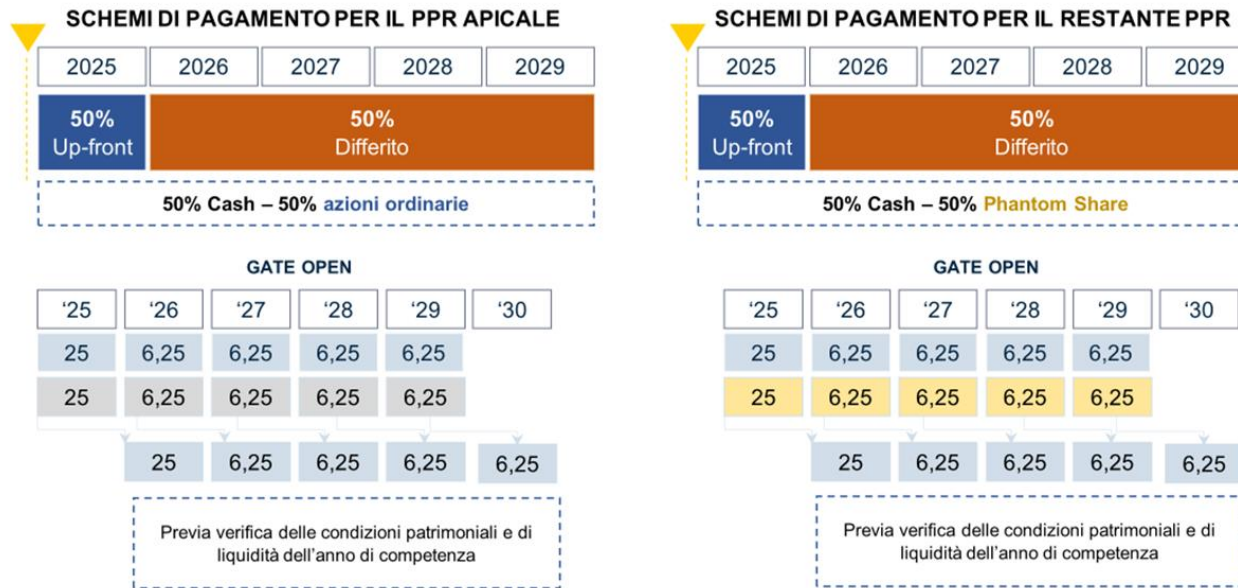 SCHEMI DI PAGAMENTO PER IL PPR APICALE
2025 2026 2027 2028 2029
50% 50%
Up-front Differito
50% Cash – 50% azioni ordinarie
GATE OPEN
‘25 ‘26 ‘27 ‘28 ‘29 ‘30
25 6,25 6,25 6,25 6,25
25 6,25 6,25 6,25 6,25
25 6,25 6,25 6,25 6,25
Previa verifica delle condizioni patrimoniali e di
liquidità dell’anno di competenza
SCHEMI DI PAGAMENTO PER IL RESTANTE PPR
2025 2026 2027 2028 2029
50% 50%
Up-front Differito
50% Cash – 50% Phantom Share
GATE OPEN
‘25 ‘26 ‘27 ‘28 ‘29 ‘30
25 6,25 6,25 6,25 6,25
25 6,25 6,25 6,25 6,25
25 6,25 6,25 6,25 6,25
Previa verifica delle condizioni patrimoniali e di
liquidità dell’anno di competenza